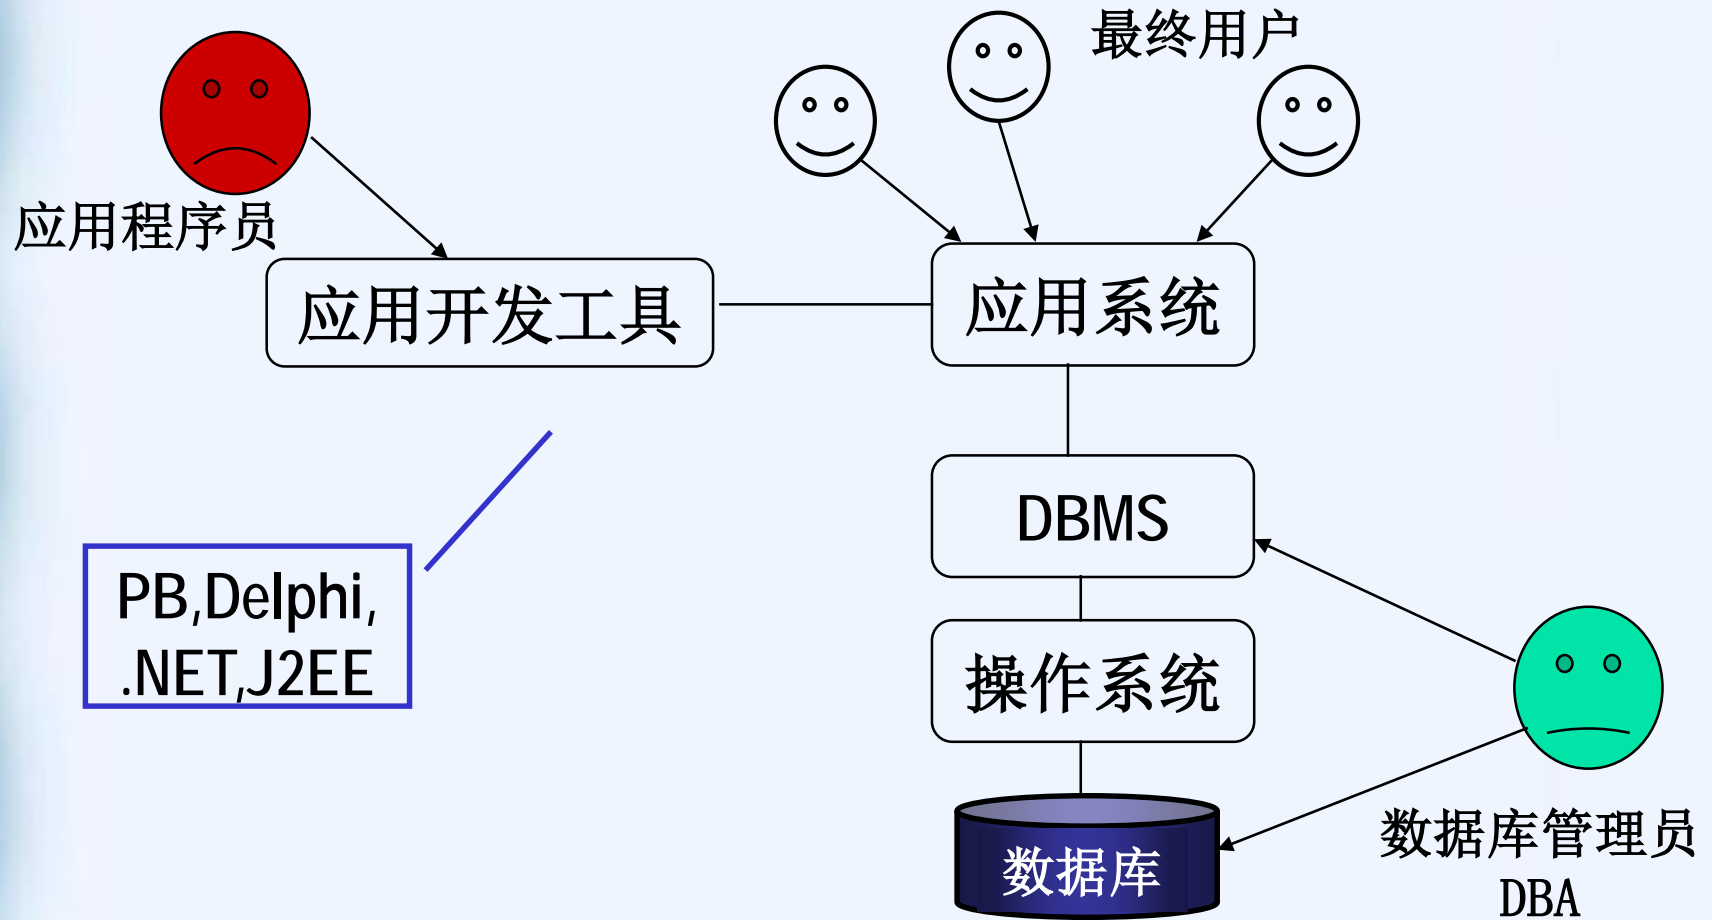 最终用户
应用程序员
应用开发工具
应用系统
DBMS
PB,Delphi,
.NET,J2EE
操作系统
数据库
数据库管理员
DBA